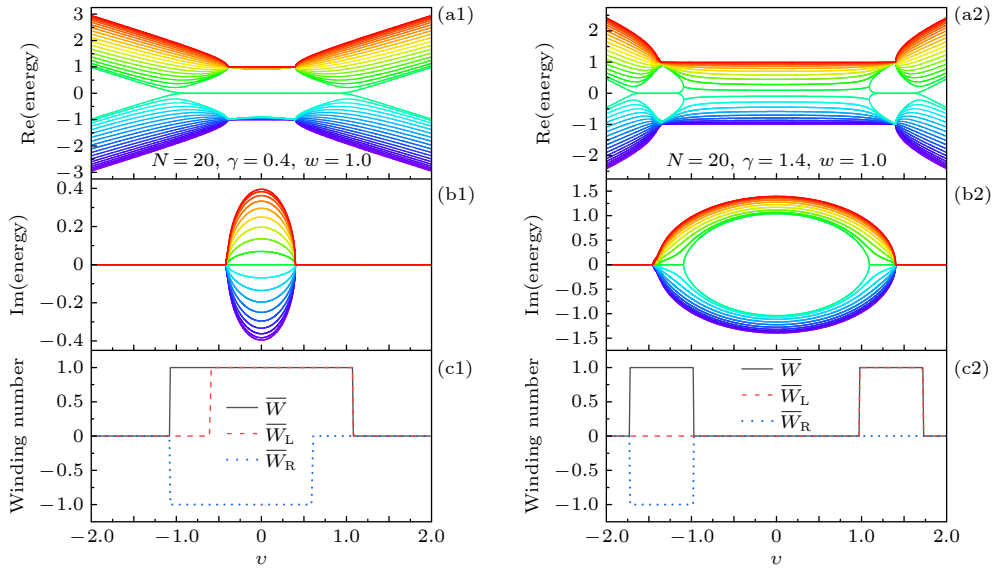 (a1)
Re(energy)
3
2
1
0
−1
−2
−3
N = 20, γ = 0.4, w = 1.0
(b1)
Im(energy)
0.4
0.2
0
−0.2
−0.4
(c1)
Winding number
1.0
0.5
0
−0.5
−1.0
W̅
W̅L
W̅R
−2.0
−1.0
0
1.0
2.0
v
(a2)
Re(energy)
2
1
0
−1
−2
N = 20, γ = 1.4, w = 1.0
(b2)
Im(energy)
1.5
1.0
0.5
0
−0.5
−1.0
−1.5
(c2)
Winding number
1.0
0.5
0
−0.5
−1.0
W̅
W̅L
W̅R
−2.0
−1.0
0
1.0
2.0
v